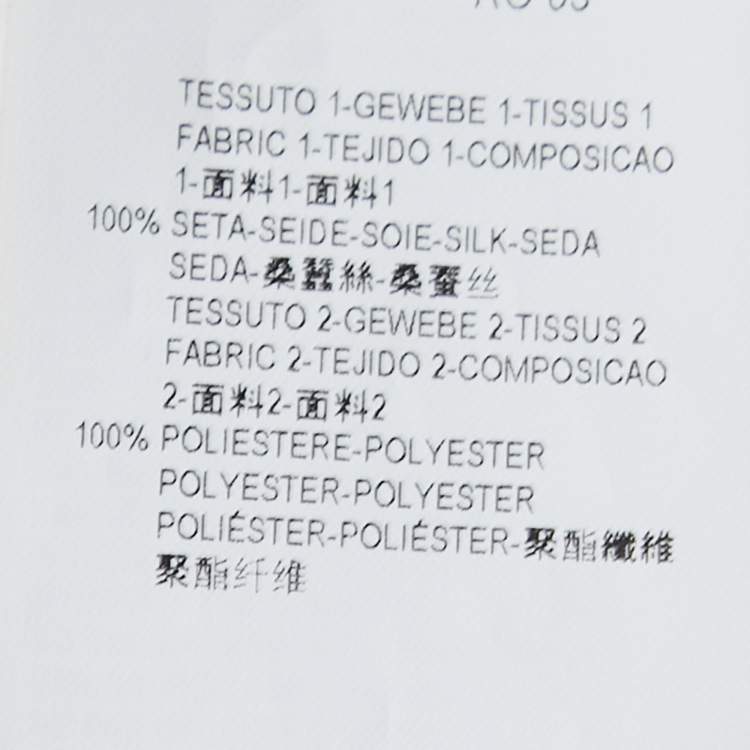 TESSUTO 1-GEWEBE 1-TISSUS 1
FABRIC 1-TEJIDO 1-COMPOSICAO
1-面料1-面料1
100% SETA-SEIDE-SOIE-SILK-SEDA
SEDA-桑蠶絲-桑蚕丝
TESSUTO 2-GEWEBE 2-TISSUS 2
FABRIC 2-TEJIDO 2-COMPOSICAO
2-面料2-面料2
100% POLIESTERE-POLYESTER
POLYESTER-POLYESTER
POLIÉSTER-POLIÉSTER-聚酯纖維
聚酯纤维